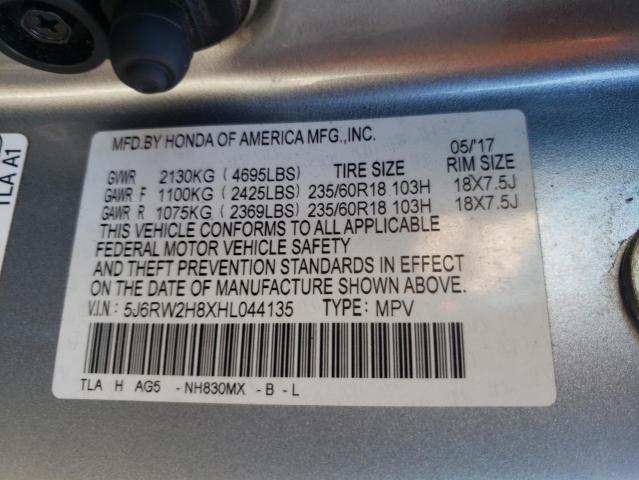 MFD.BY HONDA OF AMERICA MFG.,INC. 05/'17
GVWR 2130KG ( 4695LBS) TIRE SIZE RIM SIZE
GAWR F 1100KG ( 2425LBS) 235/60R18 103H 18X7.5J
GAWR R 1075KG ( 2369LBS) 235/60R18 103H 18X7.5J
THIS VEHICLE CONFORMS TO ALL APPLICABLE
FEDERAL MOTOR VEHICLE SAFETY
AND THEFT PREVENTION STANDARDS IN EFFECT
ON THE DATE OF MANUFACTURE SHOWN ABOVE.
V.I.N.: 5J6RW2H8XHL044135 TYPE: MPV
TLA H AG5 -NH830MX -B -L
TLA A1